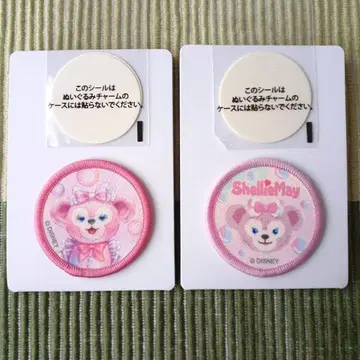 このシールは
ぬいぐるみチャームの
ケースには貼らないでください。
このシールは
ぬいぐるみチャームの
ケースには貼らないでください。
© DISNEY
ShellieMay
© DISNEY